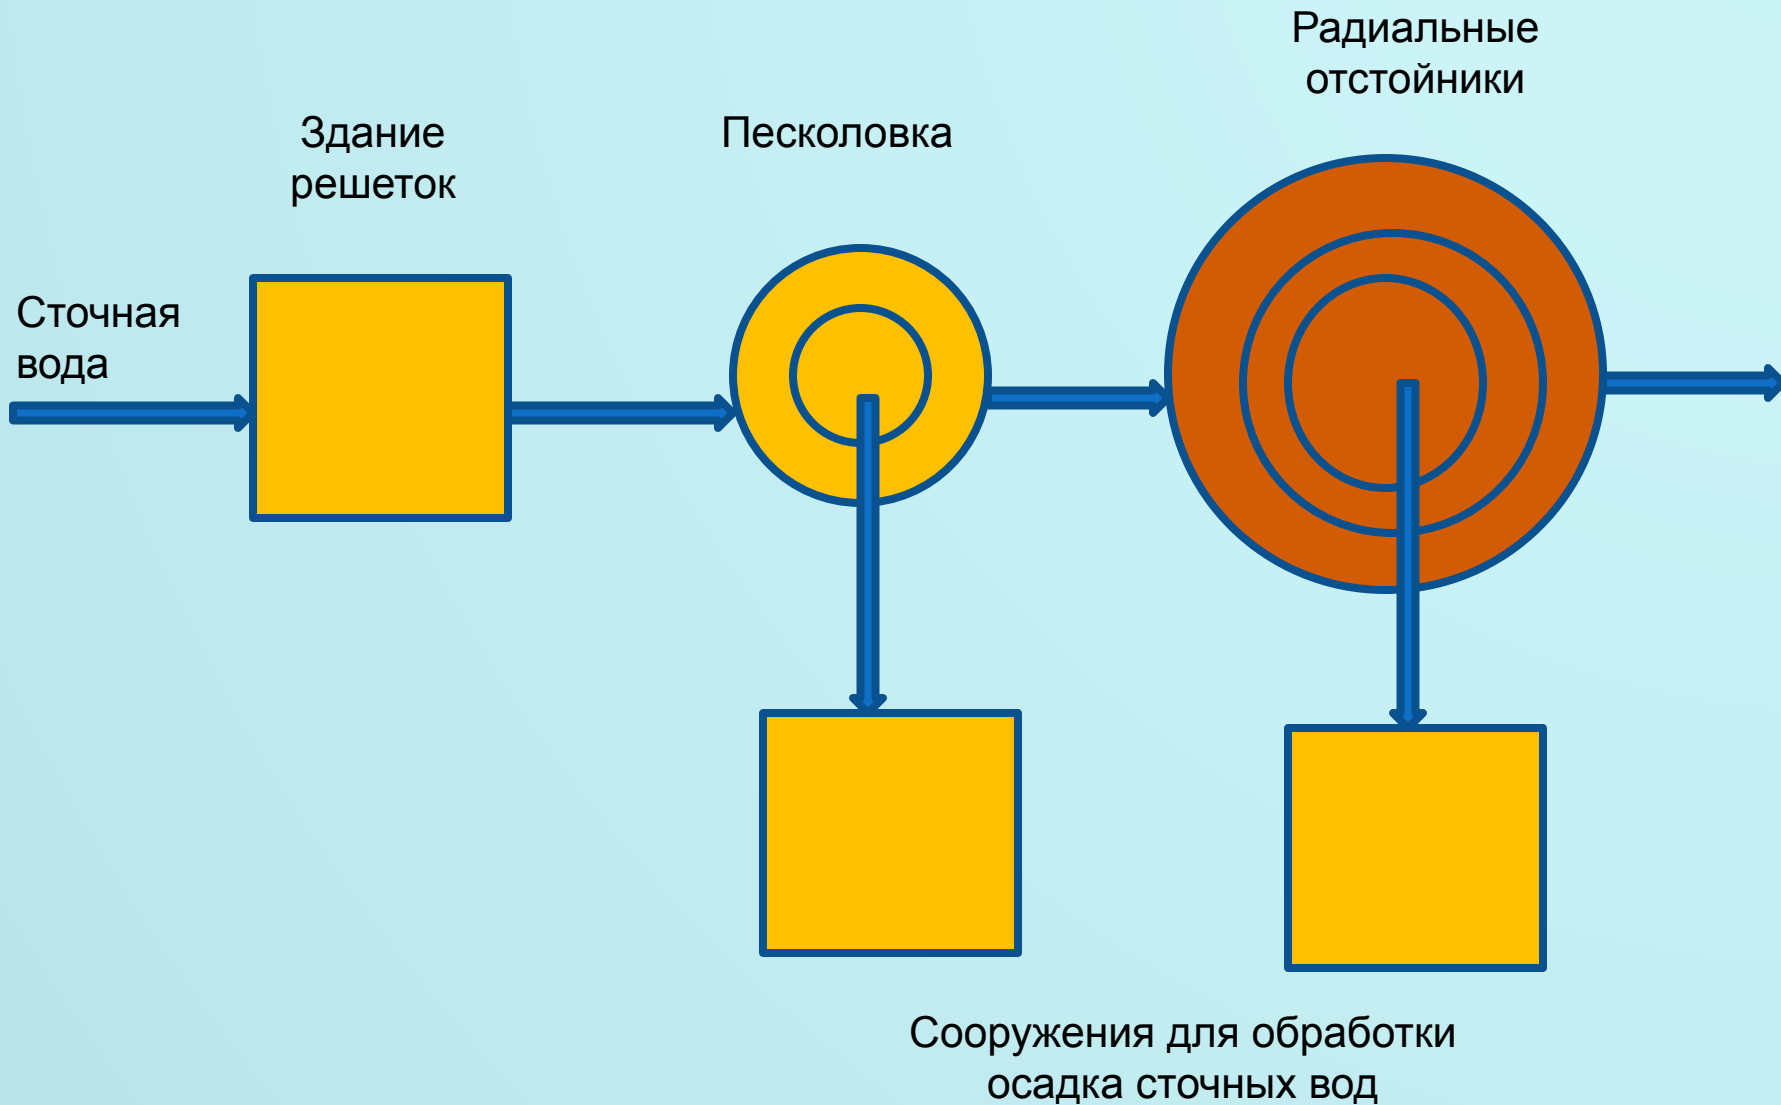 Радиальные
отстойники
Здание
решеток
Песколовка
Сточная
вода
Сооружения для обработки
осадка сточных вод